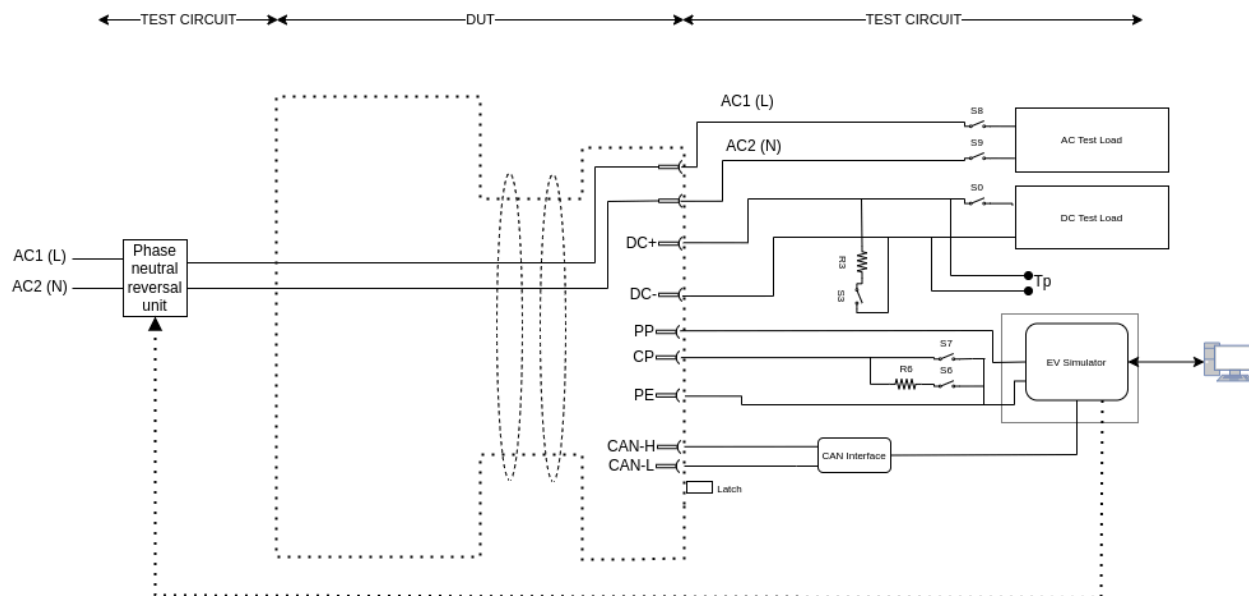 TEST CIRCUIT
DUT
TEST CIRCUIT
AC1 (L)
S8
AC Test Load
AC2 (N)
S9
S0
DC Test Load
DC+
AC1 (L)
Phase
neutral
reversal
unit
AC2 (N)
R3
S3
Tp
DC-
PP
CP
S7
R6
S6
EV Simulator
PE
CAN-H
CAN-L
CAN Interface
Latch